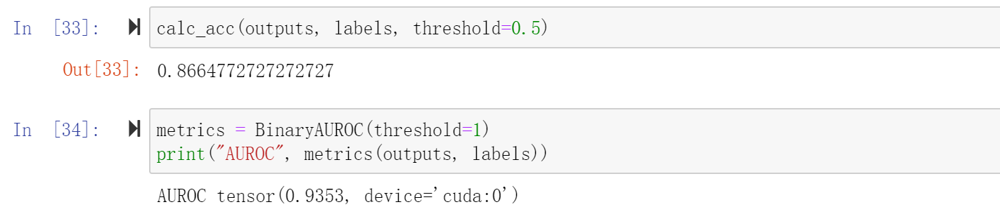 In [33]: calc_acc(outputs, labels, threshold=0.5)
Out[33]: 0.8664772727272727
In [34]: metrics = BinaryAUROC(threshold=1)
print("AUROC", metrics(outputs, labels))
AUROC tensor(0.9353, device='cuda:0')